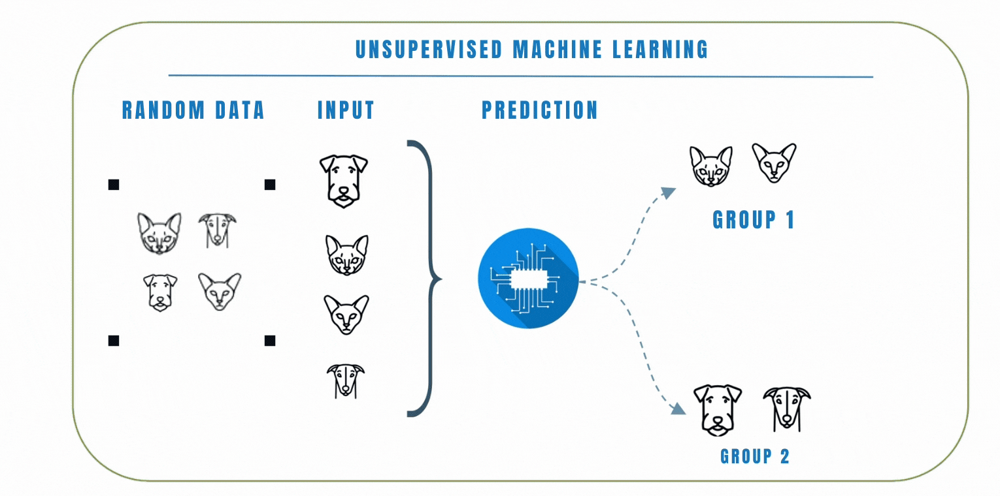 UNSUPERVISED MACHINE LEARNING
RANDOM DATA
INPUT
PREDICTION
GROUP 1
GROUP 2